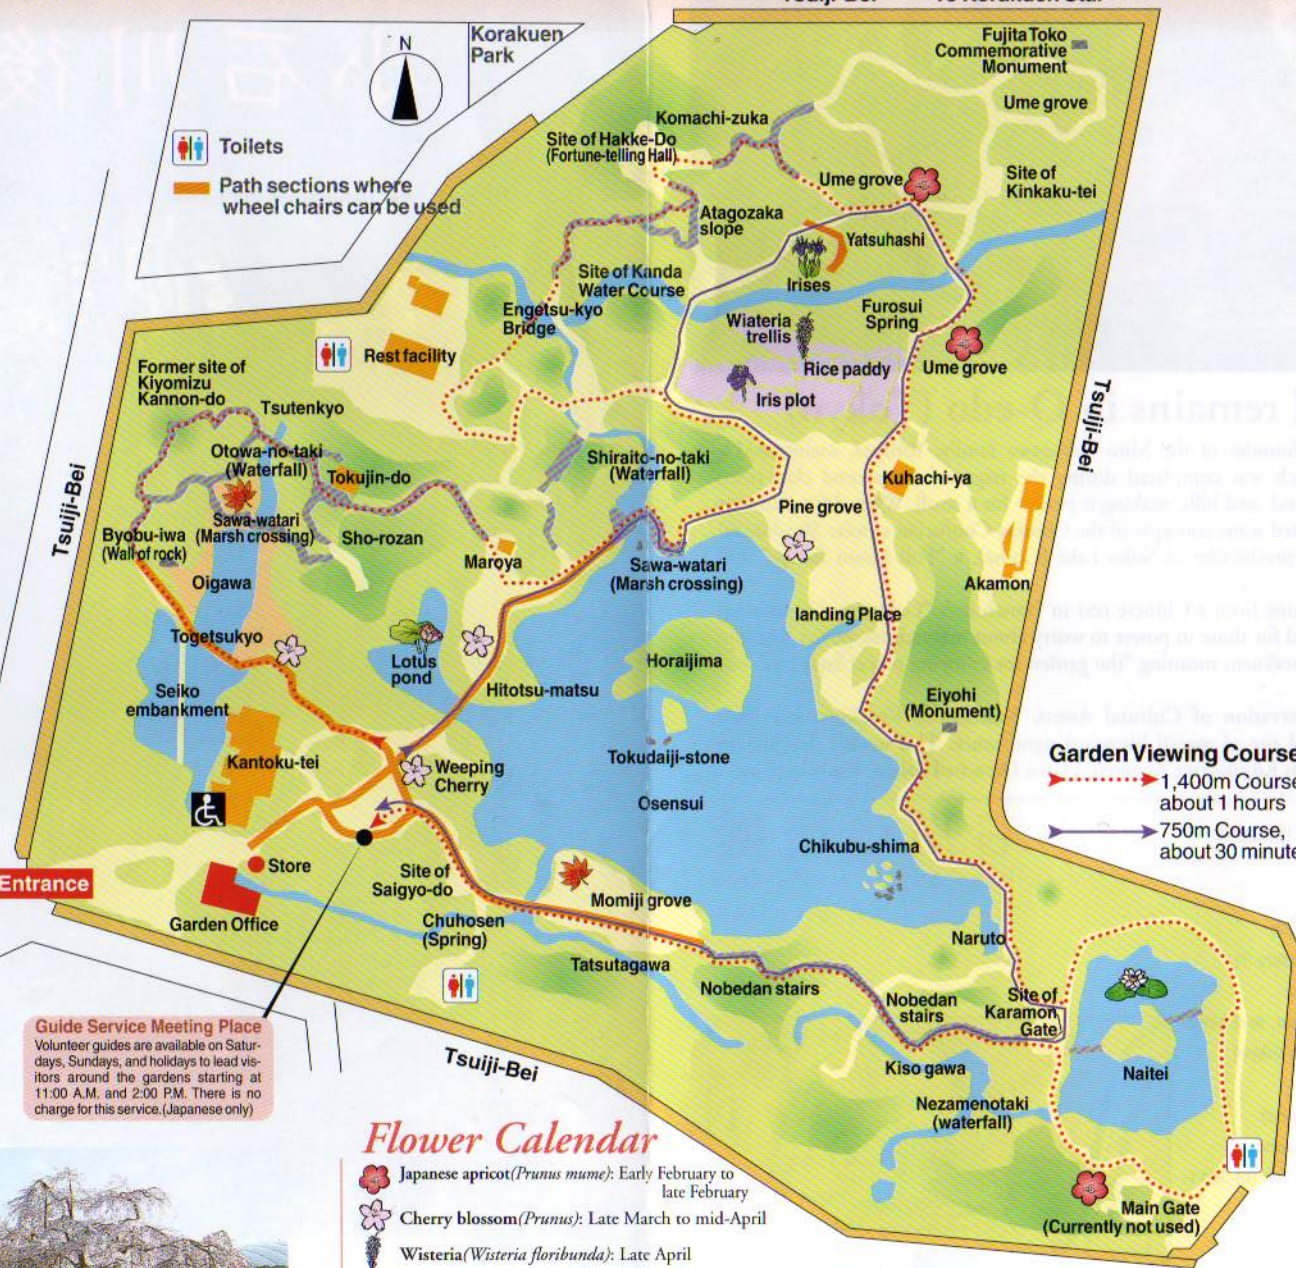 Korakuen
Park
N
Toilets
Path sections where
wheel chairs can be used
Fujita Toko
Commemorative
Monument
Ume grove
Komachi-zuka
Site of Hakke-Do
(Fortune-telling Hall)
Ume grove
Site of
Kinkaku-tei
Atagozaka
slope
Yatsuhashi
Site of Kanda
Water Course
Irises
Engetsu-kyo
Bridge
Furosui
Spring
Wiateria
trellis
Rest facility
Rice paddy
Ume grove
Iris plot
Former site of
Kiyomizu
Kannon-do
Tsutenkyo
Tsuiji-Bei
Otowa-no-taki
(Waterfall)
Tokujin-do
Shiraito-no-taki
(Waterfall)
Kuhachi-ya
Pine grove
Tsuiji-Bei
Byobu-iwa
(Wall of rock)
Sawa-watari
(Marsh crossing)
Sho-rozan
Maroya
Sawa-watari
(Marsh crossing)
Akamon
Oigawa
landing Place
Togetsukyo
Lotus
pond
Horaijima
Seiko
embankment
Hitotsu-matsu
Eiyohi
(Monument)
Kantoku-tei
Weeping
Cherry
Tokudaiji-stone
Osensui
Garden Viewing Course
1,400m Course
about 1 hours
750m Course,
about 30 minute
Chikubu-shima
Entrance
Store
Site of
Saigyo-do
Momiji grove
Garden Office
Chuhosen
(Spring)
Naruto
Tatsutagawa
Nobedan stairs
Nobedan
stairs
Site of
Karamon
Gate
Guide Service Meeting Place
Volunteer guides are available on Satur-
days, Sundays, and holidays to lead vis-
itors around the gardens starting at
11:00 A.M. and 2:00 P.M. There is no
charge for this service.(Japanese only)
Tsuiji-Bei
Kiso gawa
Naitei
Nezamenotaki
(waterfall)
Main Gate
(Currently not used)
Flower Calendar
Japanese apricot(Prunus mume): Early February to
late February
Cherry blossom(Prunus): Late March to mid-April
Wisteria(Wisteria floribunda): Late April